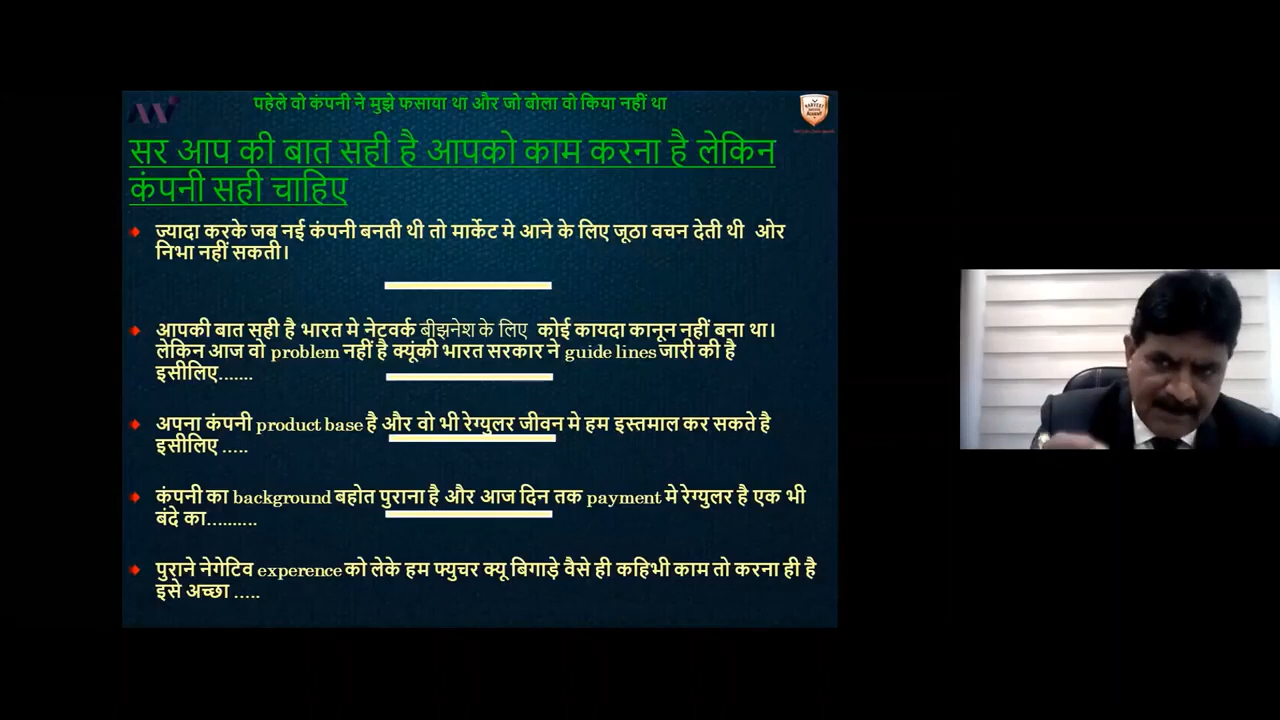 पहेले वो कंपनी ने मुझे फसाया था और जो बोला वो किया नहीं था
सर आप की बात सही है आपको काम करना है लेकिन
कंपनी सही चाहिए
ज्यादा करके जब नई कंपनी बनती थी तो मार्केट मे आने के लिए जूठा वचन देती थी ओर
निभा नहीं सकती।
आपकी बात सही है भारत मे नेटवर्क बीझनेश के लिए कोई कायदा कानून नहीं बना था।
लेकिन आज वो problem नहीं है क्यूंकी भारत सरकार ने guide lines जारी की है
इसीलिए.......
अपना कंपनी product base है और वो भी रेग्युलर जीवन मे हम इस्तमाल कर सकते है
इसीलिए .....
कंपनी का background बहोत पुराना है और आज दिन तक payment मे रेग्युलर है एक भी
बंदे का..........
पुराने नेगेटिव experence को लेके हम फ्युचर क्यू बिगाड़े वैसे ही कहिभी काम तो करना ही है
इसे अच्छा .....